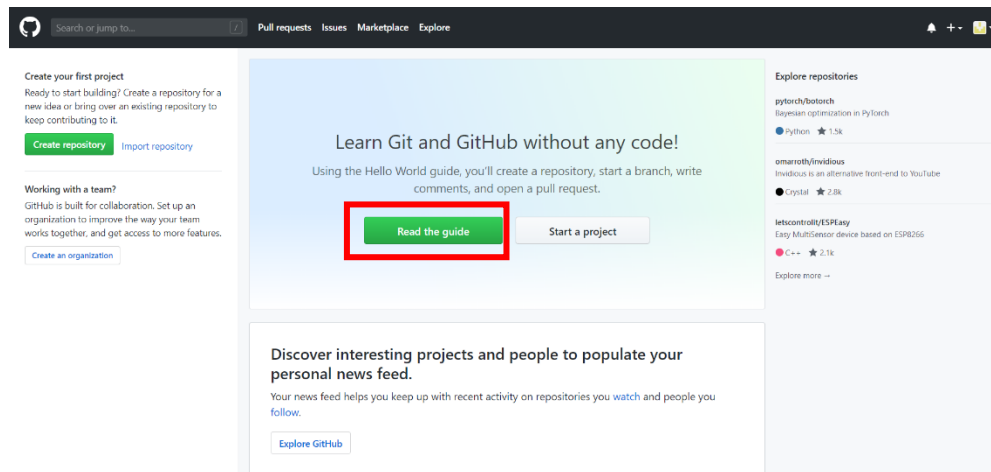 Search or jump to... /
Pull requests Issues Marketplace Explore
Create your first project
Ready to start building? Create a repository for a
new idea or bring over an existing repository to
keep contributing to it.
Create repository Import repository
Working with a team?
GitHub is built for collaboration. Set up an
organization to improve the way your team
works together, and get access to more features.
Create an organization
Learn Git and GitHub without any code!
Using the Hello World guide, you'll create a repository, start a branch, write
comments, and open a pull request.
Read the guide Start a project
Discover interesting projects and people to populate your
personal news feed.
Your news feed helps you keep up with recent activity on repositories you watch and people you
follow.
Explore GitHub
Explore repositories
pytorch/botorch
Bayesian optimization in PyTorch
Python 1.5k
omarroth/invidious
Invidious is an alternative front-end to YouTube
Crystal 2.8k
letscontrolit/ESPEasy
Easy MultiSensor device based on ESP8266
C++ 2.1k
Explore more →